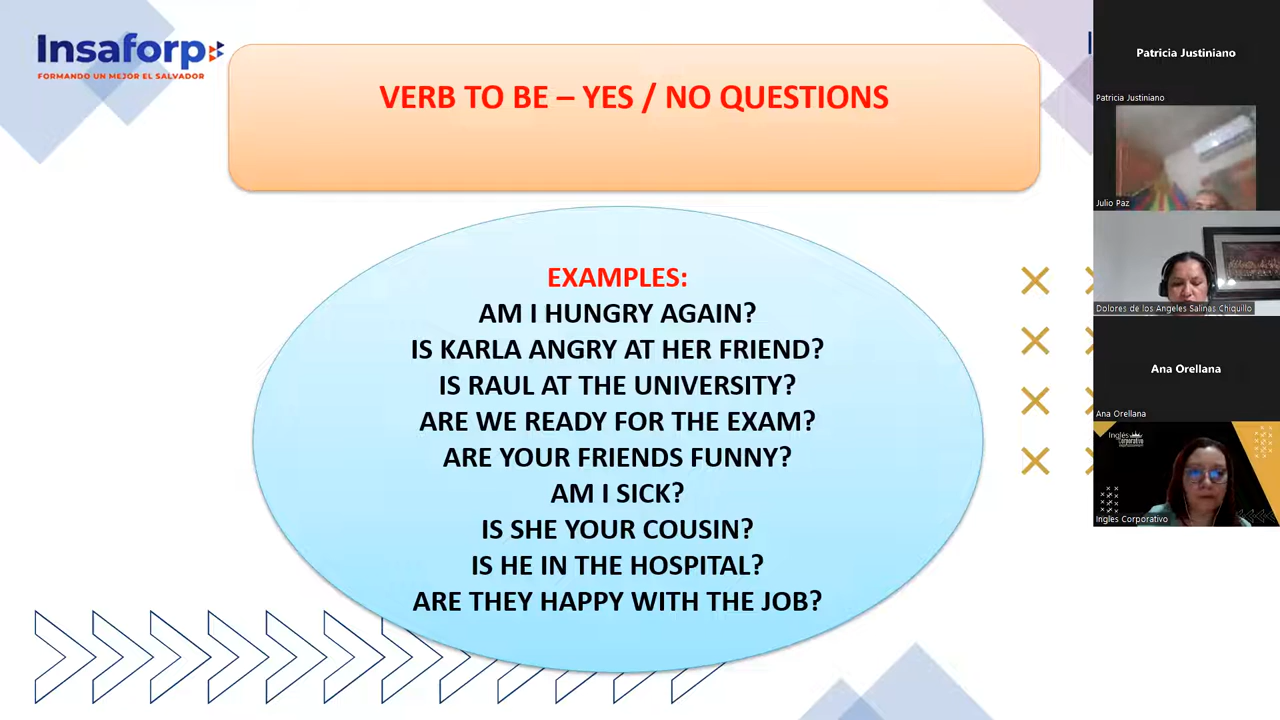 Insaforp
FORMANDO UN MEJOR EL SALVADOR
VERB TO BE – YES / NO QUESTIONS
EXAMPLES:
AM I HUNGRY AGAIN?
IS KARLA ANGRY AT HER FRIEND?
IS RAUL AT THE UNIVERSITY?
ARE WE READY FOR THE EXAM?
ARE YOUR FRIENDS FUNNY?
AM I SICK?
IS SHE YOUR COUSIN?
IS HE IN THE HOSPITAL?
ARE THEY HAPPY WITH THE JOB?
Patricia Justiniano
Patricia Justiniano
Julio Paz
Dolores de los Angeles Salinas Chiquillo
Ana Orellana
Ana Orellana
Inglés
Corporativo
Ingles Corporativo